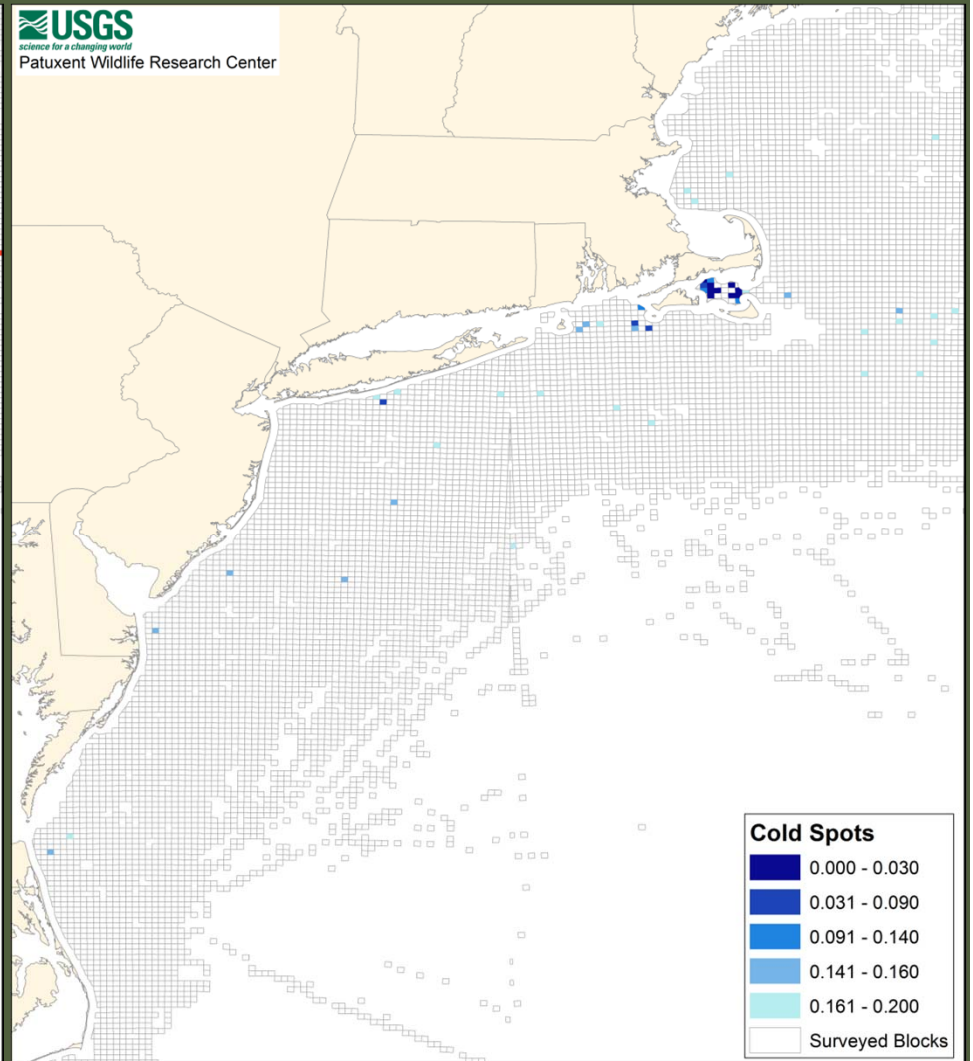 USGS
science for a changing world
Patuxent Wildlife Research Center
Cold Spots
0.000 - 0.030
0.031 - 0.090
0.091 - 0.140
0.141 - 0.160
0.161 - 0.200
Surveyed Blocks